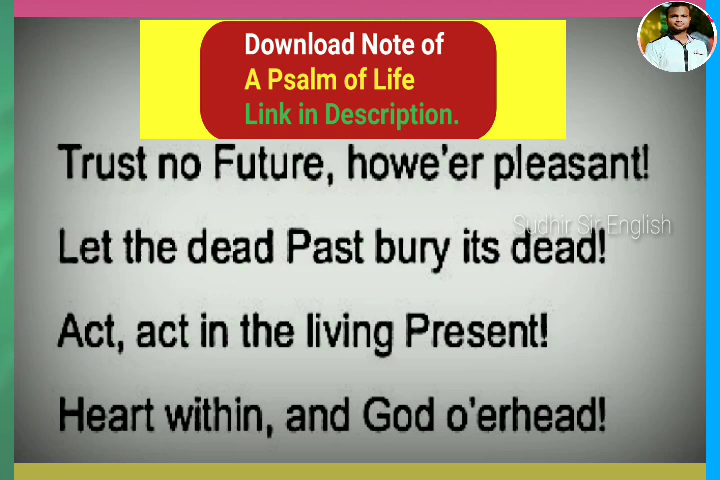 Download Note of
A Psalm of Life
Link in Description.
Trust no Future, howe'er pleasant!
Sudhir Sir English
Let the dead Past bury its dead!
Act, act in the living Present!
Heart within, and God o'erhead!